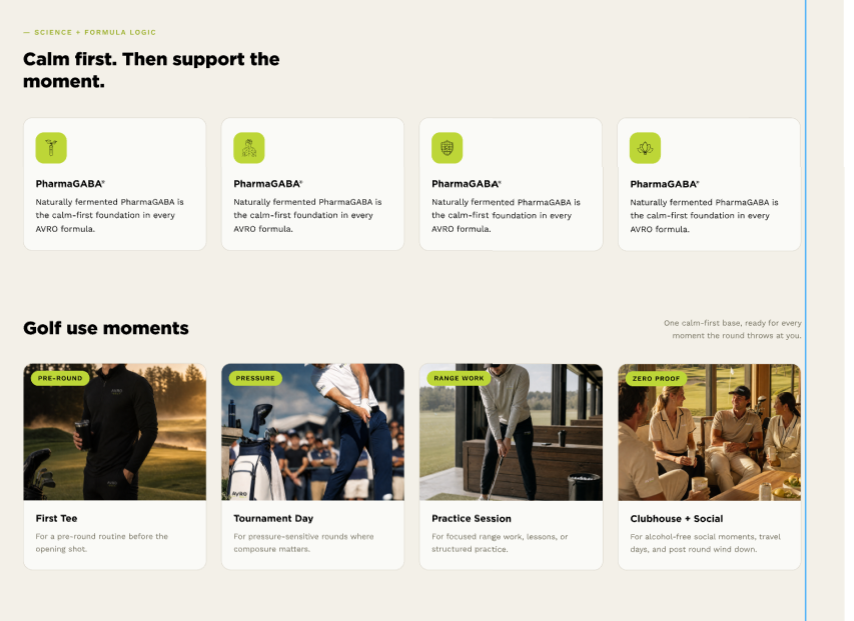 — SCIENCE + FORMULA LOGIC
Calm first. Then support the
moment.
PharmaGABA®
Naturally fermented PharmaGABA is
the calm-first foundation in every
AVRO formula.
PharmaGABA®
Naturally fermented PharmaGABA is
the calm-first foundation in every
AVRO formula.
PharmaGABA®
Naturally fermented PharmaGABA is
the calm-first foundation in every
AVRO formula.
PharmaGABA®
Naturally fermented PharmaGABA is
the calm-first foundation in every
AVRO formula.
Golf use moments
One calm-first base, ready for every
moment the round throws at you.
PRE-ROUND
AVRO
First Tee
For a pre-round routine before the
opening shot.
PRESSURE
AVRO
Tournament Day
For pressure-sensitive rounds where
composure matters.
RANGE WORK
Practice Session
For focused range work, lessons, or
structured practice.
ZERO PROOF
Clubhouse + Social
For alcohol-free social moments, travel
days, and post round wind down.